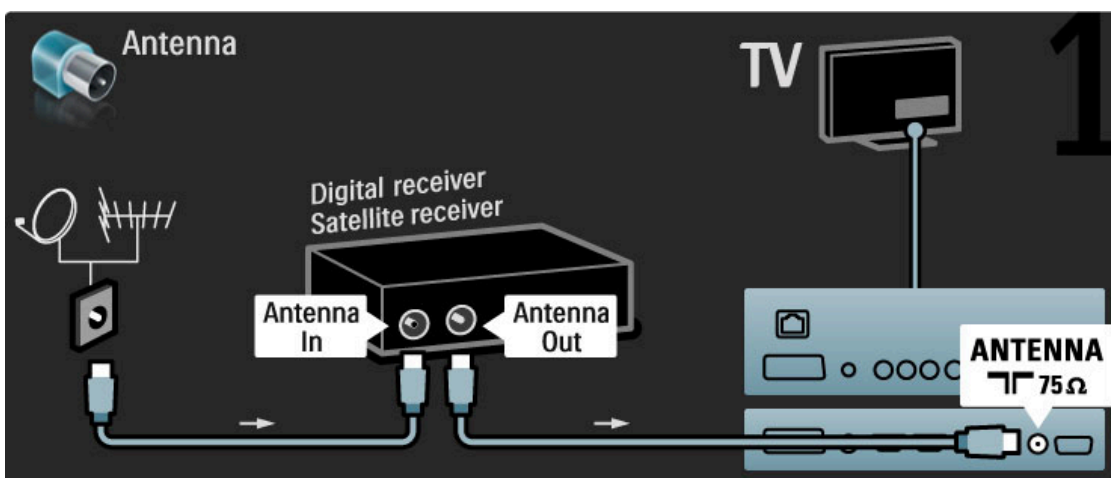 Antenna
TV
1
Digital receiver
Satellite receiver
Antenna
In
Antenna
Out
ANTENNA
75Ω